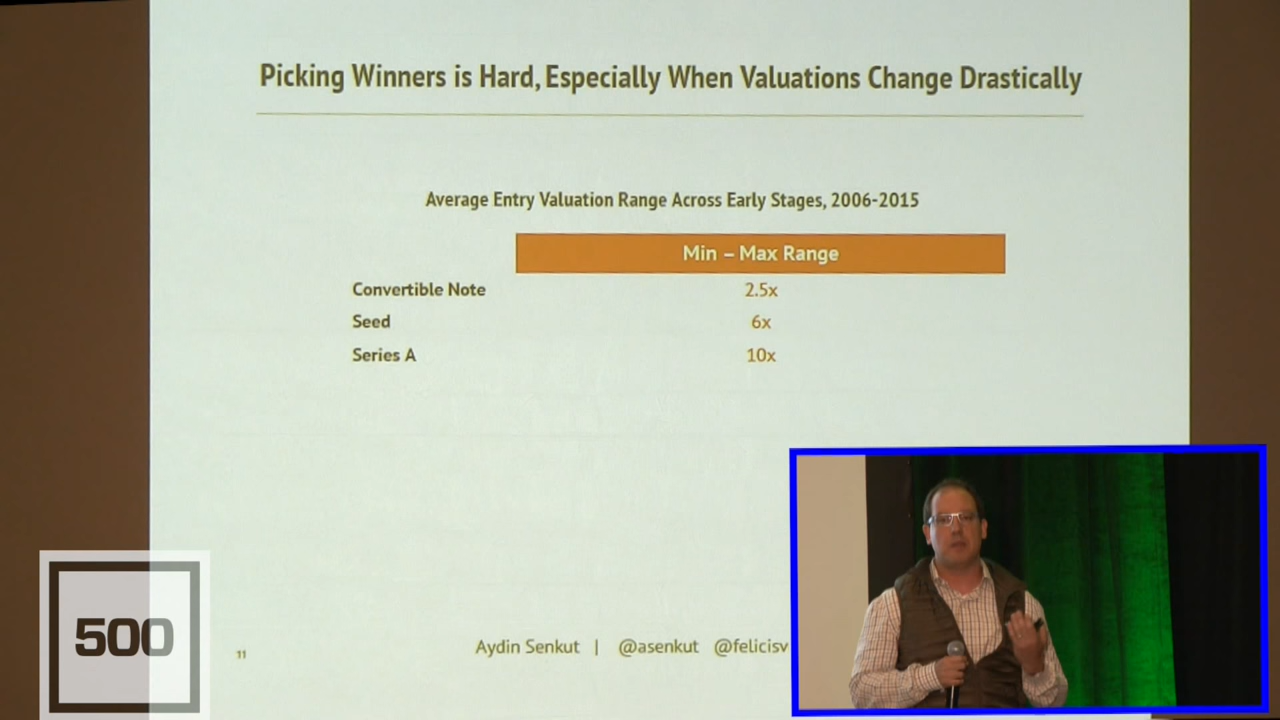 Picking Winners is Hard, Especially When Valuations Change Drastically
Average Entry Valuation Range Across Early Stages, 2006-2015
Min – Max Range
Convertible Note 2.5x
Seed 6x
Series A 10x
11 Aydin Senkut | @asenkut @felicisv
500